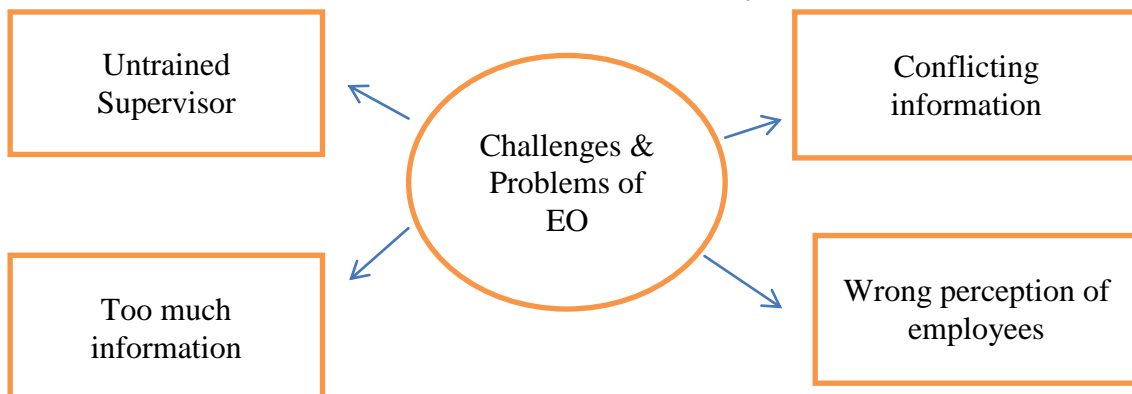 Untrained
Supervisor
Conflicting
information
Challenges &
Problems of
EO
Too much
information
Wrong perception of
employees